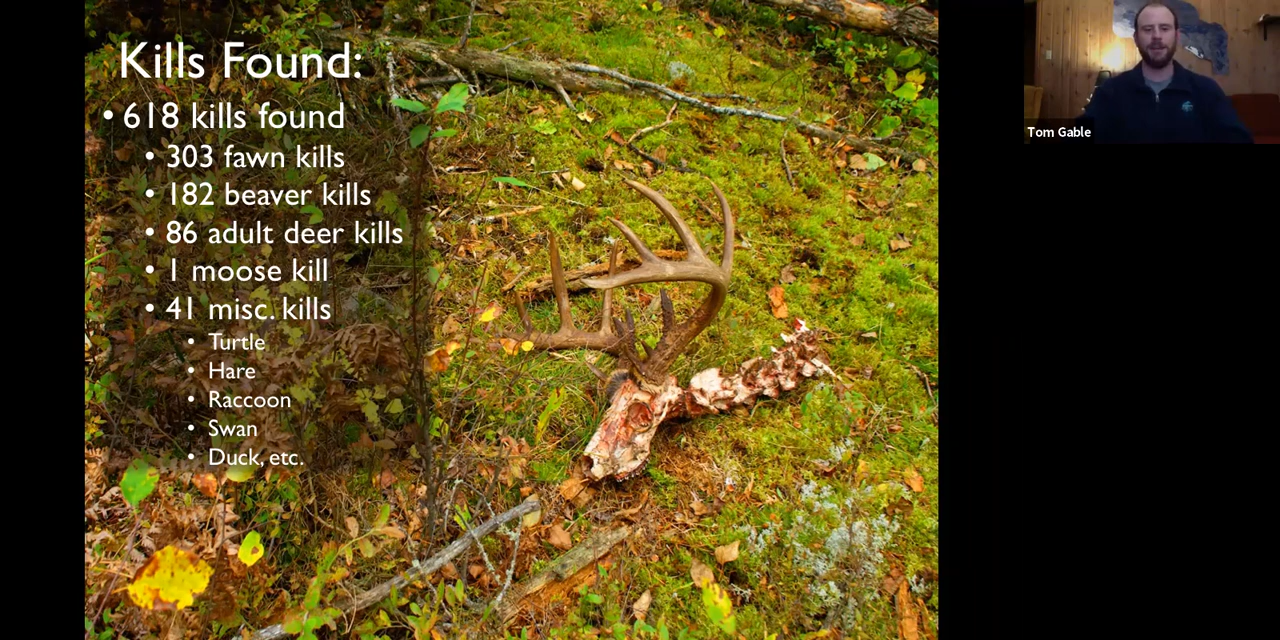 Kills Found:
• 618 kills found
• 303 fawn kills
• 182 beaver kills
• 86 adult deer kills
• 1 moose kill
• 41 misc. kills
• Turtle
• Hare
• Raccoon
• Swan
• Duck, etc.
Tom Gable